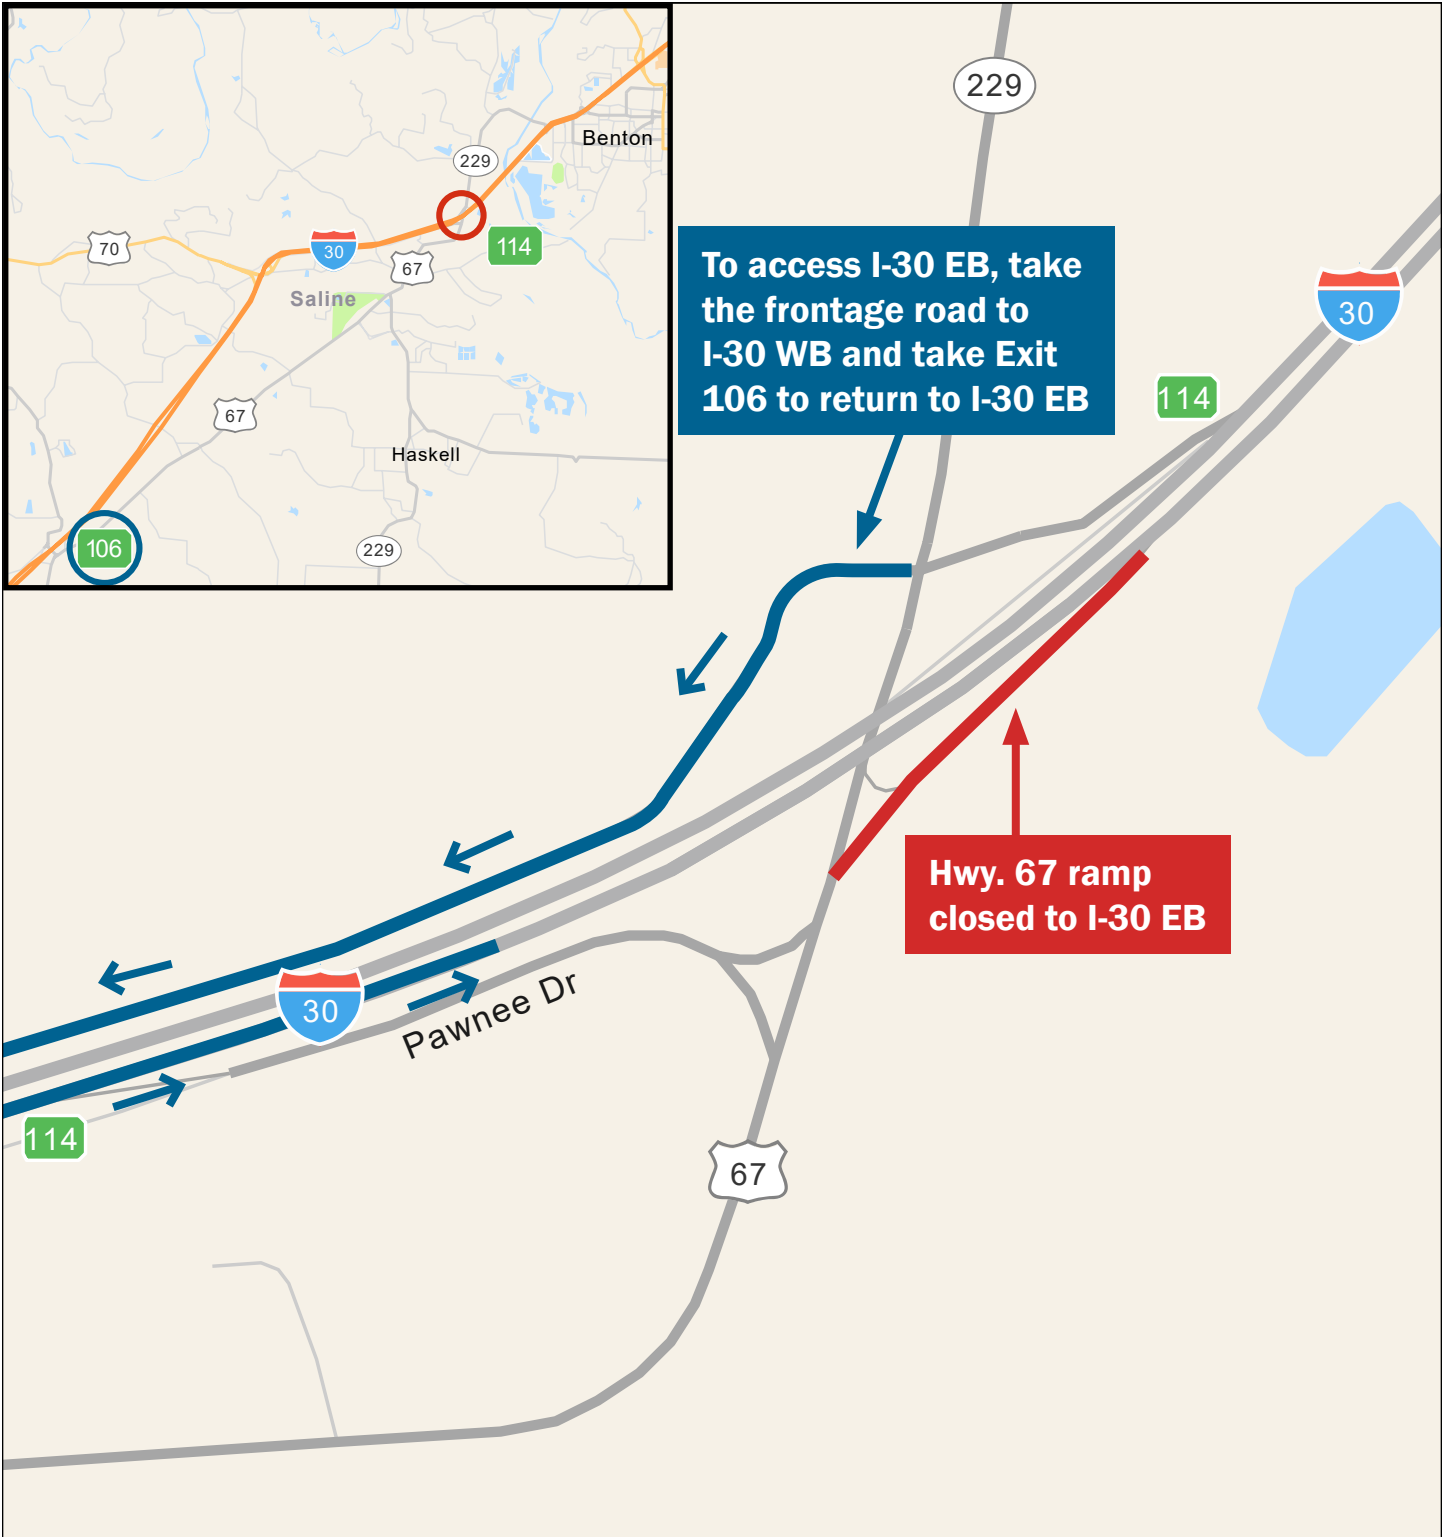 229
Benton
229
70
30
114
67
Saline
67
Haskell
106
229
To access I-30 EB, take
the frontage road to
I-30 WB and take Exit
106 to return to I-30 EB
30
114
Hwy. 67 ramp
closed to I-30 EB
30
Pawnee Dr
114
67